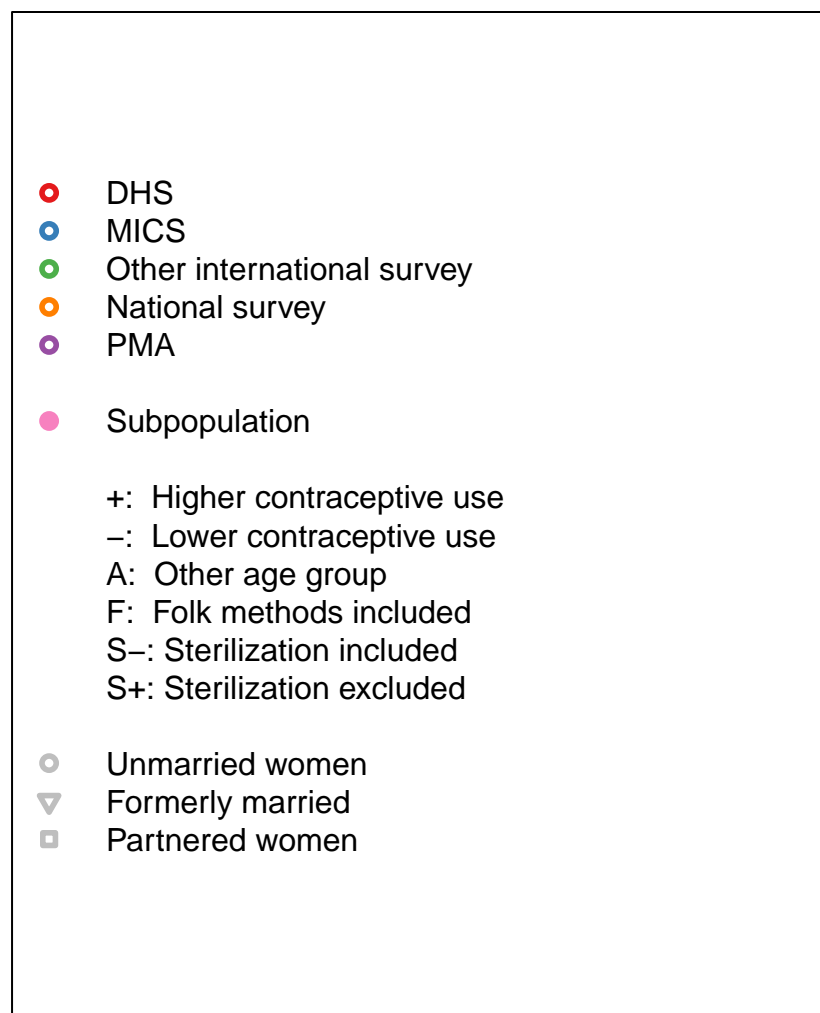 DHS
MICS
Other international survey
National survey
PMA
Subpopulation
+: Higher contraceptive use
−: Lower contraceptive use
A: Other age group
F: Folk methods included
S−: Sterilization included
S+: Sterilization excluded
Unmarried women
Formerly married
Partnered women